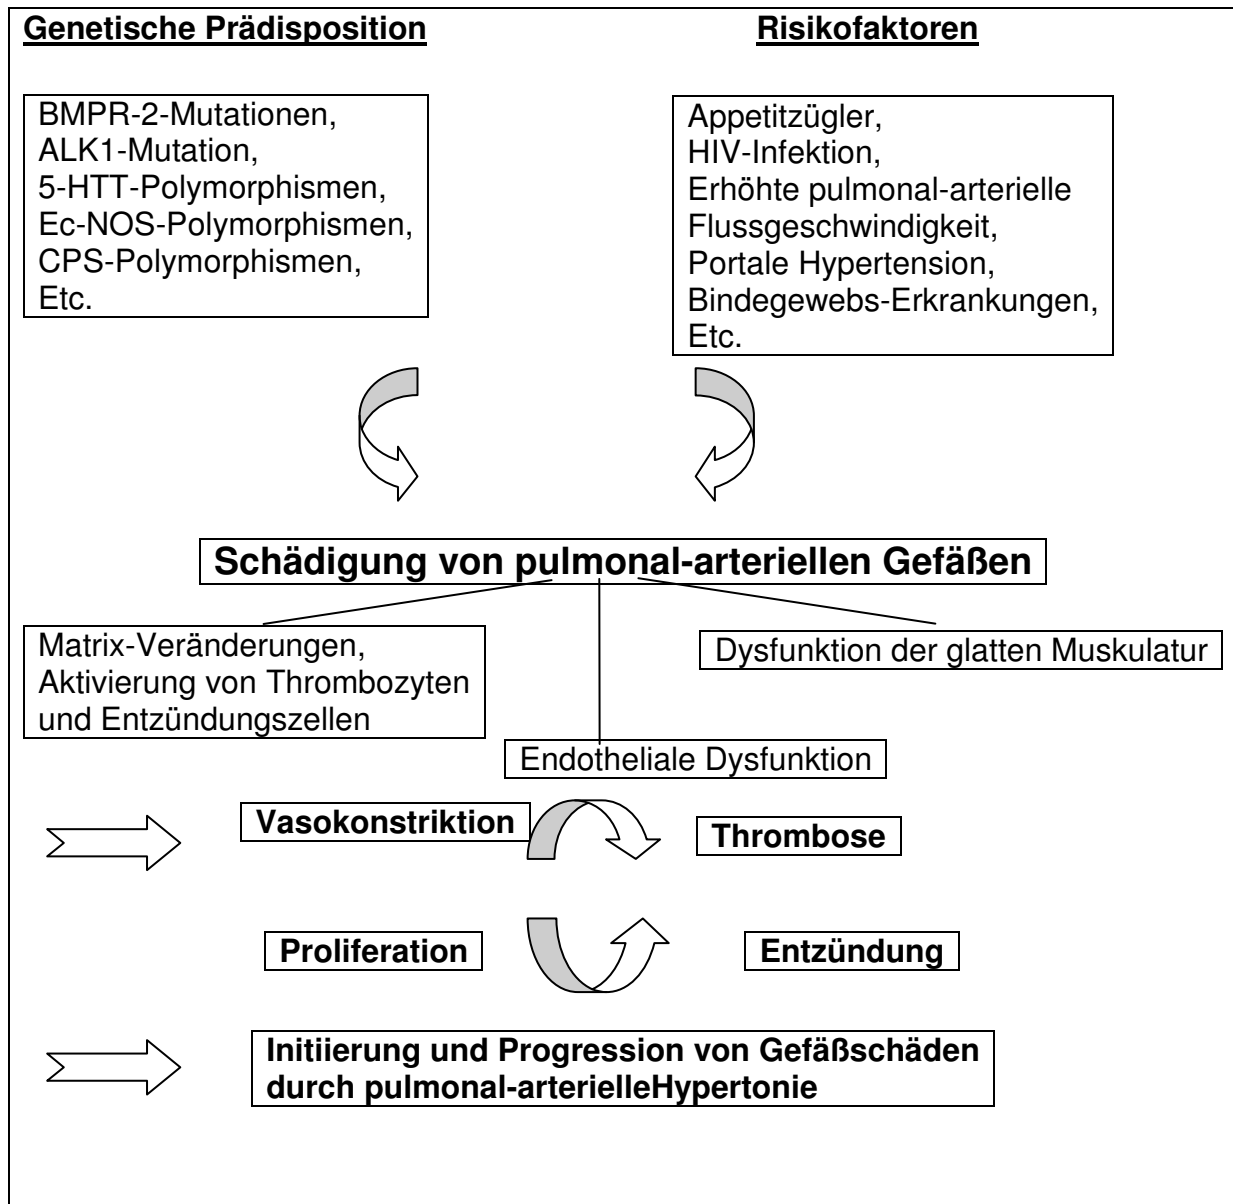 Genetische Prädisposition
Risikofaktoren
BMPR-2-Mutationen,
ALK1-Mutation,
5-HTT-Polymorphismen,
Ec-NOS-Polymorphismen,
CPS-Polymorphismen,
Etc.
Appetitzügler,
HIV-Infektion,
Erhöhte pulmonal-arterielle
Flussgeschwindigkeit,
Portale Hypertension,
Bindegewebs-Erkrankungen,
Etc.
Schädigung von pulmonal-arteriellen Gefäßen
Matrix-Veränderungen,
Aktivierung von Thrombozyten
und Entzündungszellen
Dysfunktion der glatten Muskulatur
Endotheliale Dysfunktion
Vasokonstriktion
Thrombose
Proliferation
Entzündung
Initiierung und Progression von Gefäßschäden
durch pulmonal-arterielleHypertonie